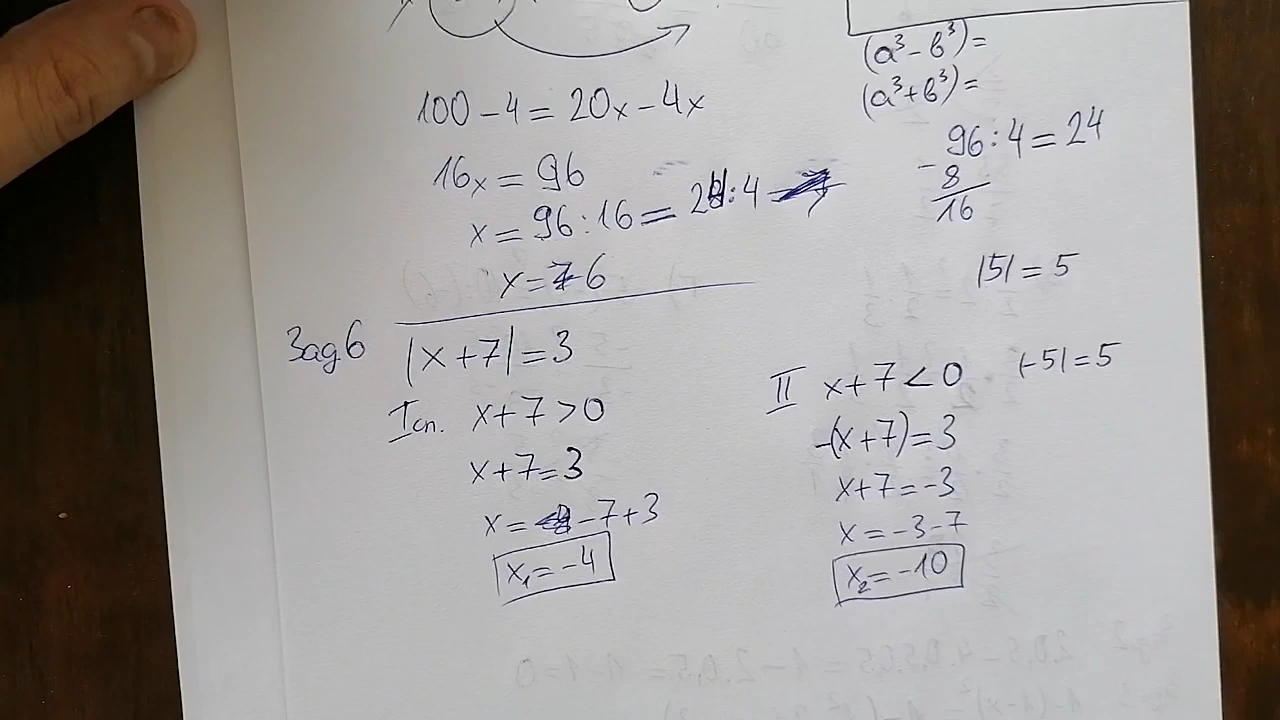 100 - 4 = 20x - 4x
16x = 96
x = 96 : 16 = 24 : 4
x = 6
(a³ - b³) =
(a³ + b³) =
96 : 4 = 24
- 8
16
|5| = 5
|-5| = 5
Зад6 |x + 7| = 3
I сл. x + 7 > 0
x + 7 = 3
x = -7 + 3
x₁ = -4
II x + 7 < 0
-(x + 7) = 3
x + 7 = -3
x = -3 - 7
x₂ = -10